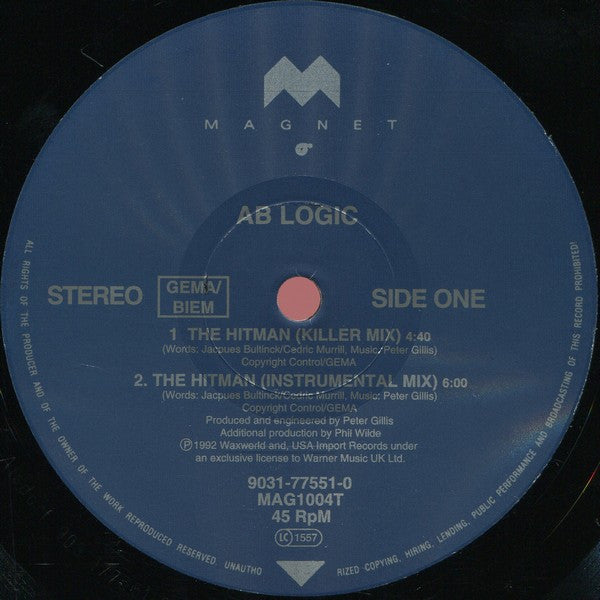 MAGNET
AB LOGIC
STEREO
GEMA/
BIEM
SIDE ONE
1 THE HITMAN (KILLER MIX) 4:40
(Words: Jacques Bultinck/Cedric Murrill, Music: Peter Gillis)
Copyright Control/GEMA
2. THE HITMAN (INSTRUMENTAL MIX) 6:00
(Words: Jacques Bultinck/Cedric Murrill, Music: Peter Gillis)
Copyright Control/GEMA
Produced and engineered by Peter Gillis
Additional production by Phil Wilde
℗ 1992 Waxworld and, USA Import Records under
an exclusive license to Warner Music UK Ltd.
9031-77551-0
MAG1004T
45 RpM
LC 1557
ALL RIGHTS OF THE PRODUCER AND OF THE OWNER OF THE WORK REPRODUCED RESERVED. UNAUTHO RIZED COPYING, HIRING, LENDING, PUBLIC PERFORMANCE AND BROADCASTING OF THIS RECORD PROHIBITED!